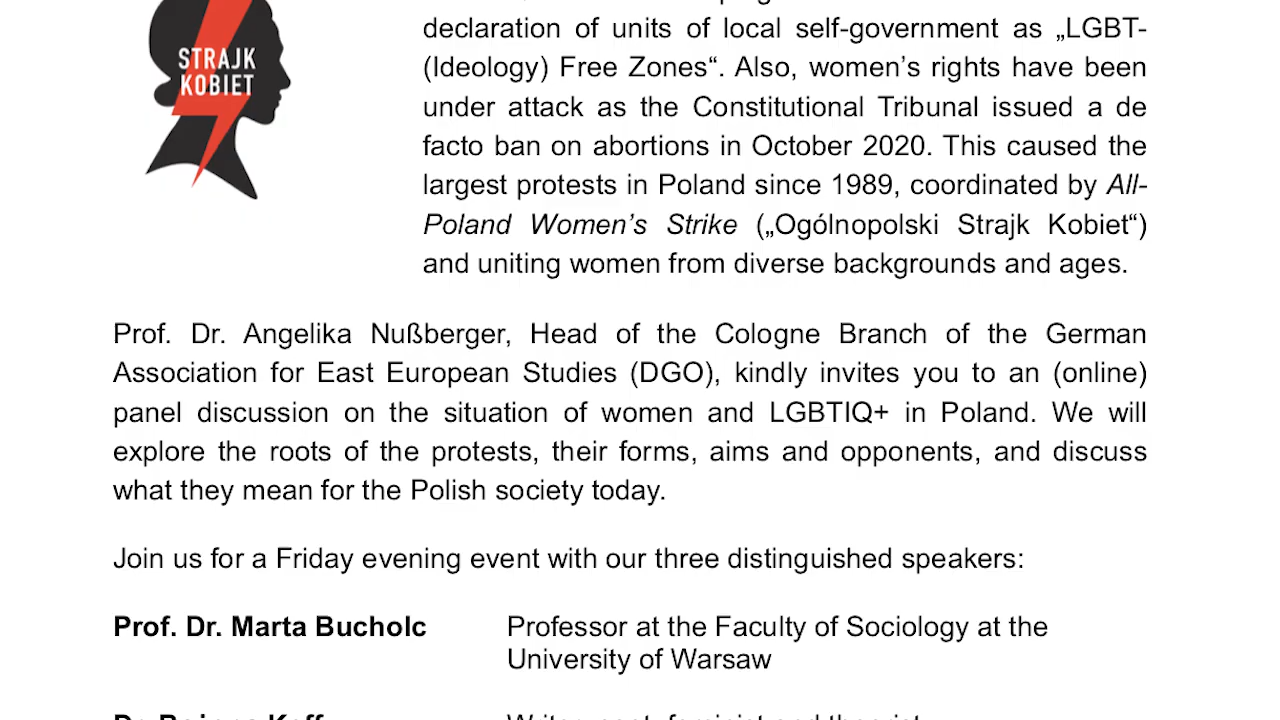 STRAJK
KOBIET
declaration of units of local self-government as „LGBT-
(Ideology) Free Zones“. Also, women’s rights have been
under attack as the Constitutional Tribunal issued a de
facto ban on abortions in October 2020. This caused the
largest protests in Poland since 1989, coordinated by All-
Poland Women’s Strike („Ogólnopolski Strajk Kobiet“)
and uniting women from diverse backgrounds and ages.
Prof. Dr. Angelika Nußberger, Head of the Cologne Branch of the German
Association for East European Studies (DGO), kindly invites you to an (online)
panel discussion on the situation of women and LGBTIQ+ in Poland. We will
explore the roots of the protests, their forms, aims and opponents, and discuss
what they mean for the Polish society today.
Join us for a Friday evening event with our three distinguished speakers:
Prof. Dr. Marta Bucholc Professor at the Faculty of Sociology at the
University of Warsaw